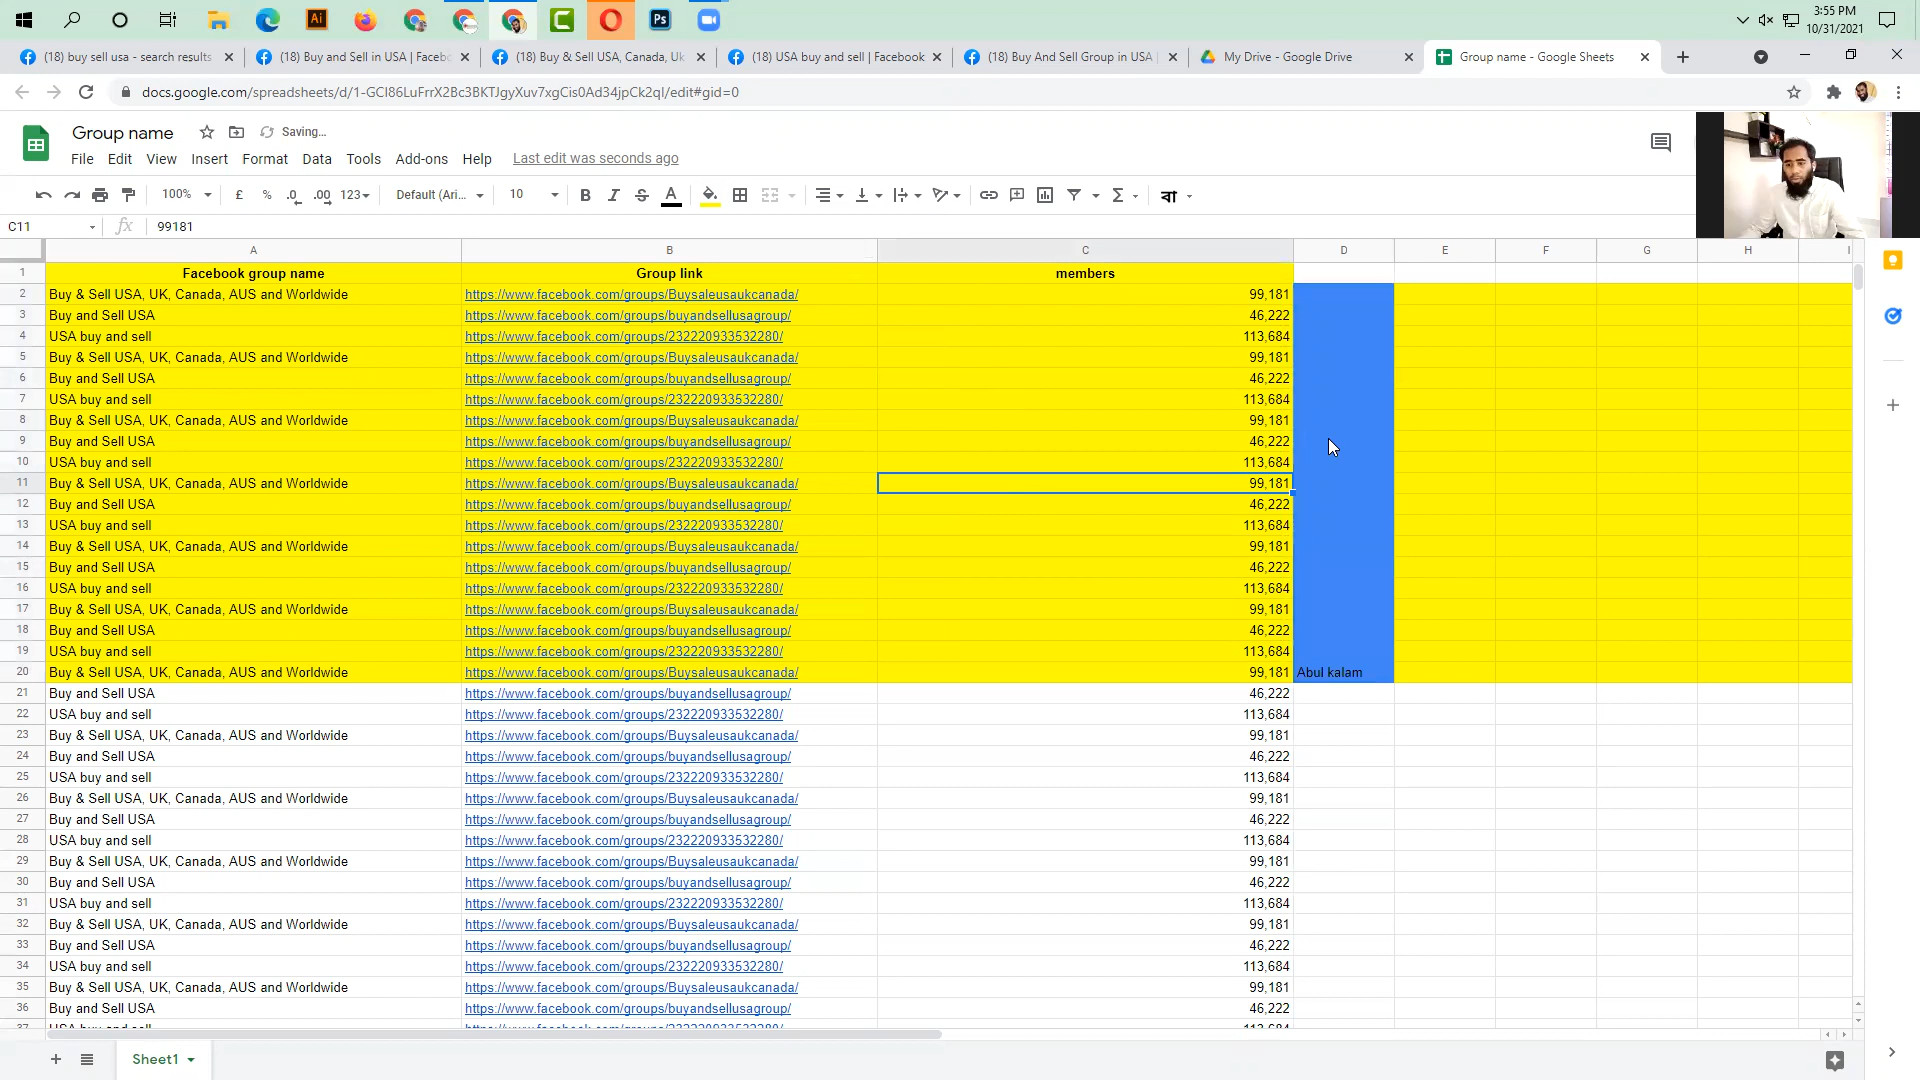 3:55 PM
10/31/2021
(18) buy sell usa - search results
(18) Buy and Sell in USA | Facebo
(18) Buy & Sell USA, Canada, Uk
(18) USA buy and sell | Facebook
(18) Buy And Sell Group in USA |
My Drive - Google Drive
Group name - Google Sheets
docs.google.com/spreadsheets/d/1-GCI86LuFrrX2Bc3BKTJgyXuv7xgCis0Ad34jpCk2qI/edit#gid=0
Group name Saving...
File Edit View Insert Format Data Tools Add-ons Help Last edit was seconds ago
100% £ % .0 .00 123 Default (Ari... 10 B I S A বা
C11 fx 99181
A B C D E F G H I
1 Facebook group name Group link members
2 Buy & Sell USA, UK, Canada, AUS and Worldwide https://www.facebook.com/groups/Buysaleusaukcanada/ 99,181
3 Buy and Sell USA https://www.facebook.com/groups/buyandsellusagroup/ 46,222
4 USA buy and sell https://www.facebook.com/groups/232220933532280/ 113,684
5 Buy & Sell USA, UK, Canada, AUS and Worldwide https://www.facebook.com/groups/Buysaleusaukcanada/ 99,181
6 Buy and Sell USA https://www.facebook.com/groups/buyandsellusagroup/ 46,222
7 USA buy and sell https://www.facebook.com/groups/232220933532280/ 113,684
8 Buy & Sell USA, UK, Canada, AUS and Worldwide https://www.facebook.com/groups/Buysaleusaukcanada/ 99,181
9 Buy and Sell USA https://www.facebook.com/groups/buyandsellusagroup/ 46,222
10 USA buy and sell https://www.facebook.com/groups/232220933532280/ 113,684
11 Buy & Sell USA, UK, Canada, AUS and Worldwide https://www.facebook.com/groups/Buysaleusaukcanada/ 99,181
12 Buy and Sell USA https://www.facebook.com/groups/buyandsellusagroup/ 46,222
13 USA buy and sell https://www.facebook.com/groups/232220933532280/ 113,684
14 Buy & Sell USA, UK, Canada, AUS and Worldwide https://www.facebook.com/groups/Buysaleusaukcanada/ 99,181
15 Buy and Sell USA https://www.facebook.com/groups/buyandsellusagroup/ 46,222
16 USA buy and sell https://www.facebook.com/groups/232220933532280/ 113,684
17 Buy & Sell USA, UK, Canada, AUS and Worldwide https://www.facebook.com/groups/Buysaleusaukcanada/ 99,181
18 Buy and Sell USA https://www.facebook.com/groups/buyandsellusagroup/ 46,222
19 USA buy and sell https://www.facebook.com/groups/232220933532280/ 113,684
20 Buy & Sell USA, UK, Canada, AUS and Worldwide https://www.facebook.com/groups/Buysaleusaukcanada/ 99,181 Abul kalam
21 Buy and Sell USA https://www.facebook.com/groups/buyandsellusagroup/ 46,222
22 USA buy and sell https://www.facebook.com/groups/232220933532280/ 113,684
23 Buy & Sell USA, UK, Canada, AUS and Worldwide https://www.facebook.com/groups/Buysaleusaukcanada/ 99,181
24 Buy and Sell USA https://www.facebook.com/groups/buyandsellusagroup/ 46,222
25 USA buy and sell https://www.facebook.com/groups/232220933532280/ 113,684
26 Buy & Sell USA, UK, Canada, AUS and Worldwide https://www.facebook.com/groups/Buysaleusaukcanada/ 99,181
27 Buy and Sell USA https://www.facebook.com/groups/buyandsellusagroup/ 46,222
28 USA buy and sell https://www.facebook.com/groups/232220933532280/ 113,684
29 Buy & Sell USA, UK, Canada, AUS and Worldwide https://www.facebook.com/groups/Buysaleusaukcanada/ 99,181
30 Buy and Sell USA https://www.facebook.com/groups/buyandsellusagroup/ 46,222
31 USA buy and sell https://www.facebook.com/groups/232220933532280/ 113,684
32 Buy & Sell USA, UK, Canada, AUS and Worldwide https://www.facebook.com/groups/Buysaleusaukcanada/ 99,181
33 Buy and Sell USA https://www.facebook.com/groups/buyandsellusagroup/ 46,222
34 USA buy and sell https://www.facebook.com/groups/232220933532280/ 113,684
35 Buy & Sell USA, UK, Canada, AUS and Worldwide https://www.facebook.com/groups/Buysaleusaukcanada/ 99,181
36 Buy and Sell USA https://www.facebook.com/groups/buyandsellusagroup/ 46,222
Sheet1